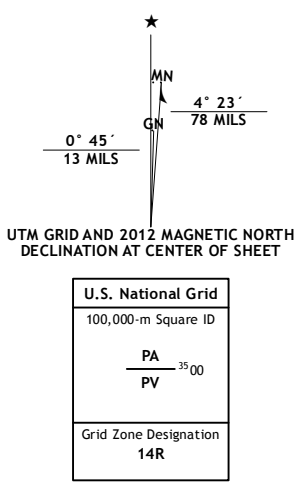 ★
MN
4° 23´
78 MILS
GN
0° 45´
13 MILS
UTM GRID AND 2012 MAGNETIC NORTH
DECLINATION AT CENTER OF SHEET
U.S. National Grid
100,000-m Square ID
PA
3500
PV
Grid Zone Designation
14R